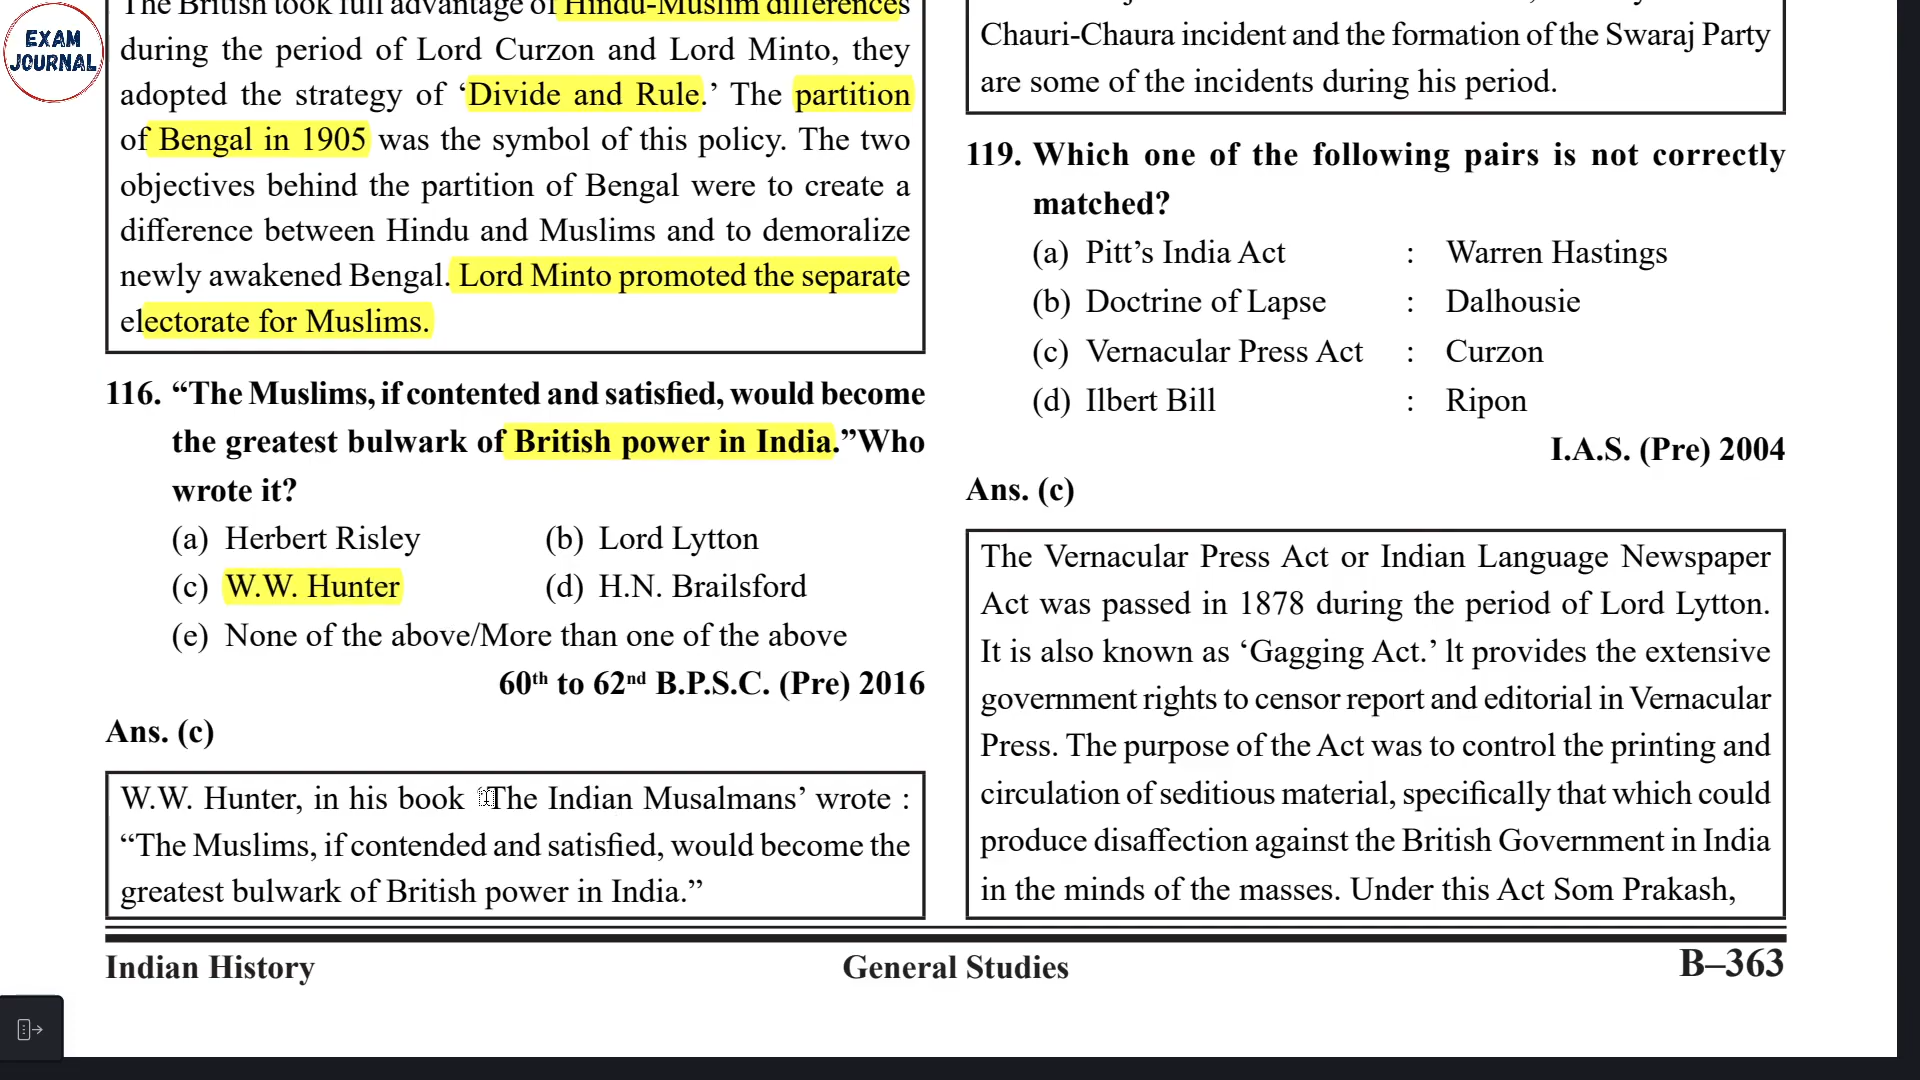 EXAM
JOURNAL
The British took full advantage of Hindu-Muslim differences
during the period of Lord Curzon and Lord Minto, they
adopted the strategy of ‘Divide and Rule.’ The partition
of Bengal in 1905 was the symbol of this policy. The two
objectives behind the partition of Bengal were to create a
difference between Hindu and Muslims and to demoralize
newly awakened Bengal. Lord Minto promoted the separate
electorate for Muslims.
116. “The Muslims, if contented and satisfied, would become
the greatest bulwark of British power in India.”Who
wrote it?
(a) Herbert Risley (b) Lord Lytton
(c) W.W. Hunter (d) H.N. Brailsford
(e) None of the above/More than one of the above
60th to 62nd B.P.S.C. (Pre) 2016
Ans. (c)
W.W. Hunter, in his book ‘The Indian Musalmans’ wrote :
“The Muslims, if contended and satisfied, would become the
greatest bulwark of British power in India.”
Chauri-Chaura incident and the formation of the Swaraj Party
are some of the incidents during his period.
119. Which one of the following pairs is not correctly
matched?
(a) Pitt’s India Act : Warren Hastings
(b) Doctrine of Lapse : Dalhousie
(c) Vernacular Press Act : Curzon
(d) Ilbert Bill : Ripon
I.A.S. (Pre) 2004
Ans. (c)
The Vernacular Press Act or Indian Language Newspaper
Act was passed in 1878 during the period of Lord Lytton.
It is also known as ‘Gagging Act.’ lt provides the extensive
government rights to censor report and editorial in Vernacular
Press. The purpose of the Act was to control the printing and
circulation of seditious material, specifically that which could
produce disaffection against the British Government in India
in the minds of the masses. Under this Act Som Prakash,
Indian History General Studies B–363